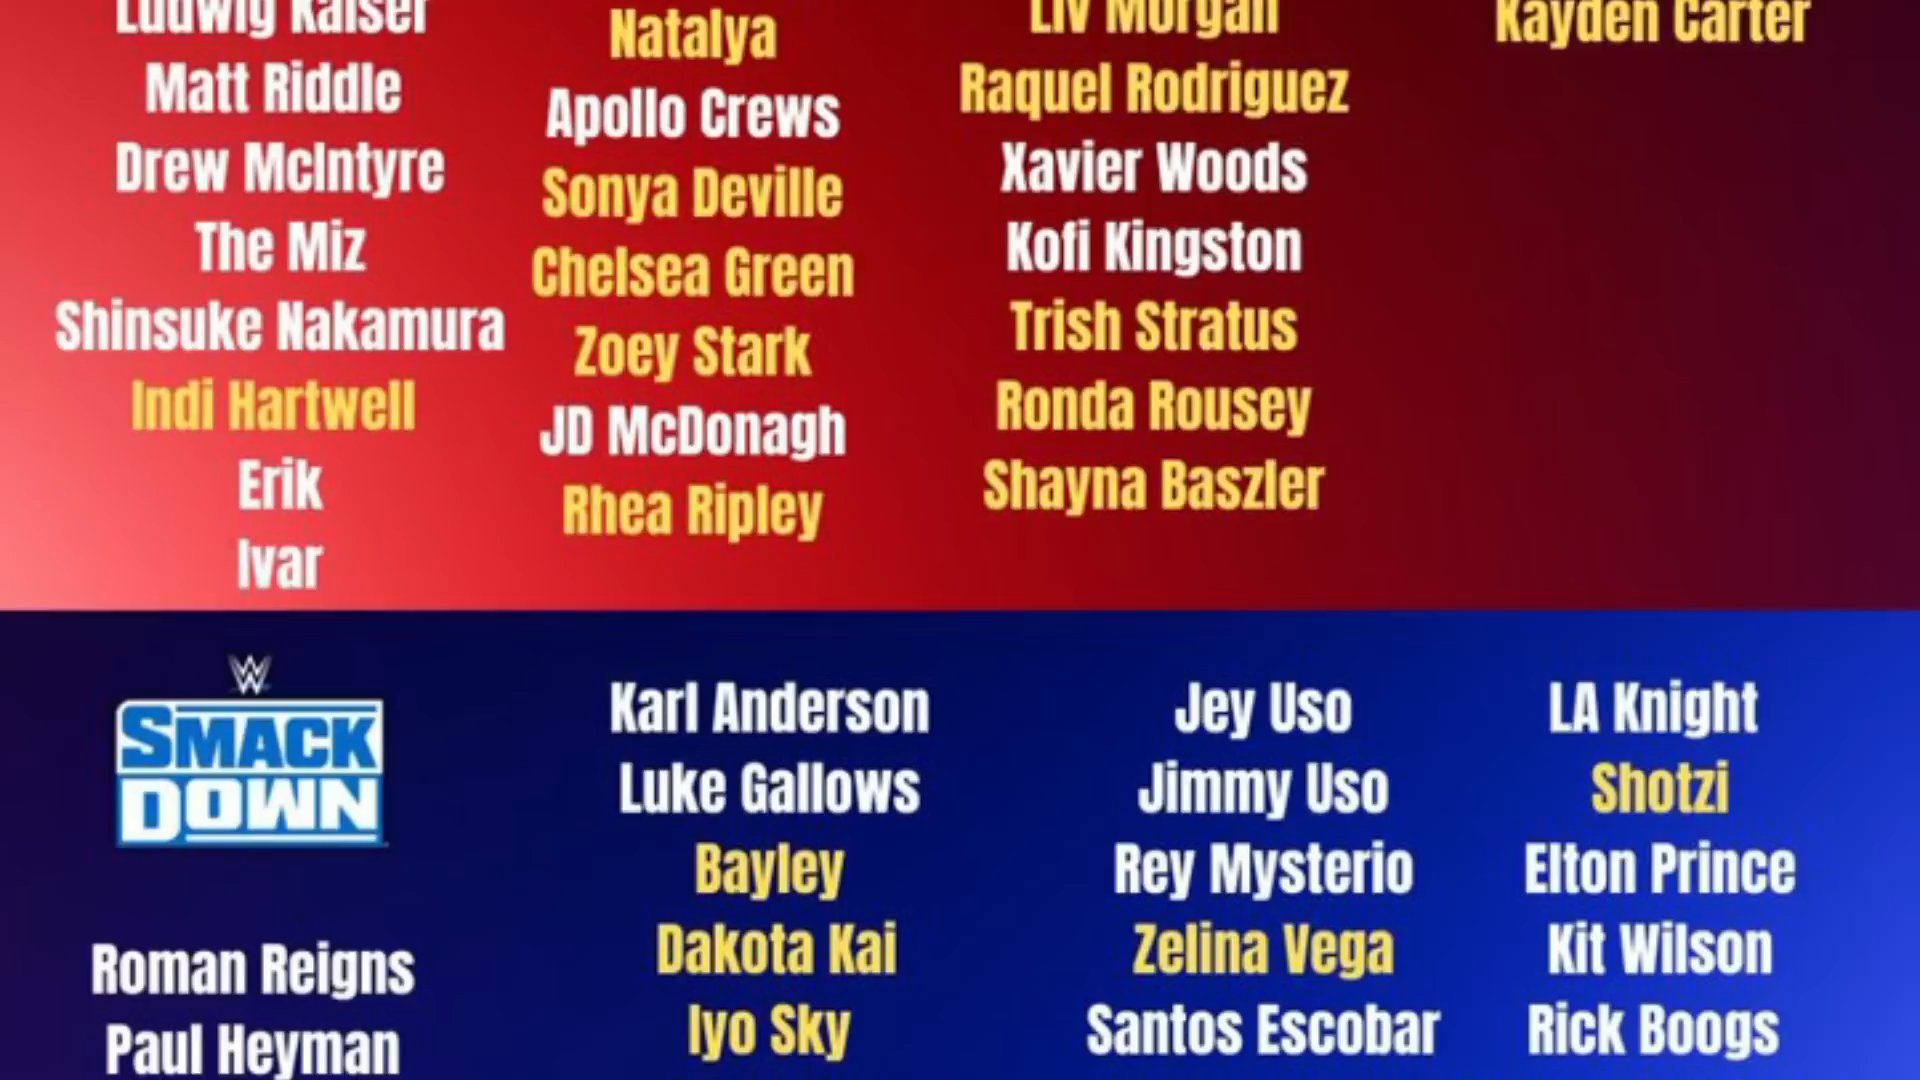 Ludwig Kaiser
Matt Riddle
Drew McIntyre
The Miz
Shinsuke Nakamura
Indi Hartwell
Erik
Ivar
Natalya
Apollo Crews
Sonya Deville
Chelsea Green
Zoey Stark
JD McDonagh
Rhea Ripley
Liv Morgan
Raquel Rodriguez
Xavier Woods
Kofi Kingston
Trish Stratus
Ronda Rousey
Shayna Baszler
Kayden Carter
W
SMACK
DOWN
Roman Reigns
Paul Heyman
Karl Anderson
Luke Gallows
Bayley
Dakota Kai
Iyo Sky
Jey Uso
Jimmy Uso
Rey Mysterio
Zelina Vega
Santos Escobar
LA Knight
Shotzi
Elton Prince
Kit Wilson
Rick Boogs